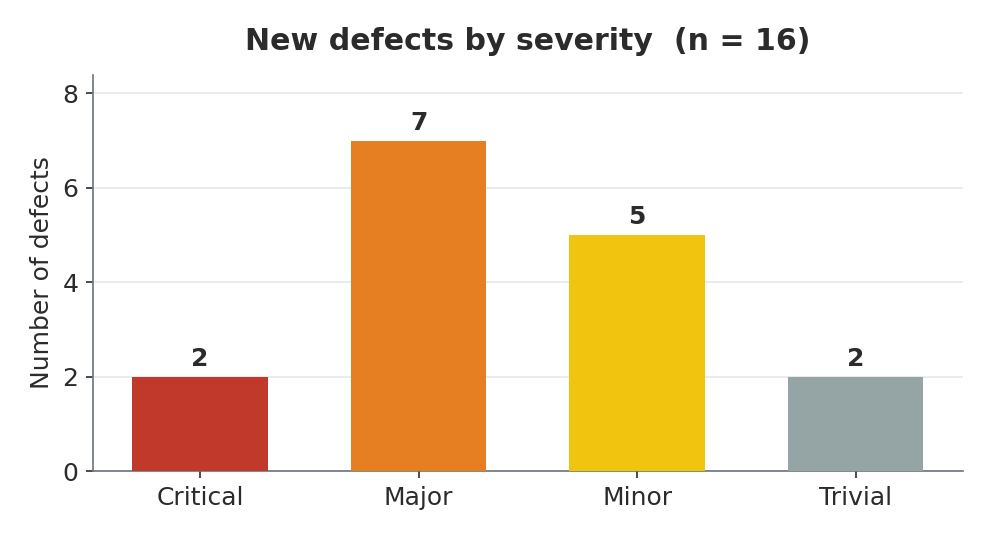 New defects by severity  (n = 16)
Number of defects
8
6
4
2
0
2
7
5
2
Critical
Major
Minor
Trivial